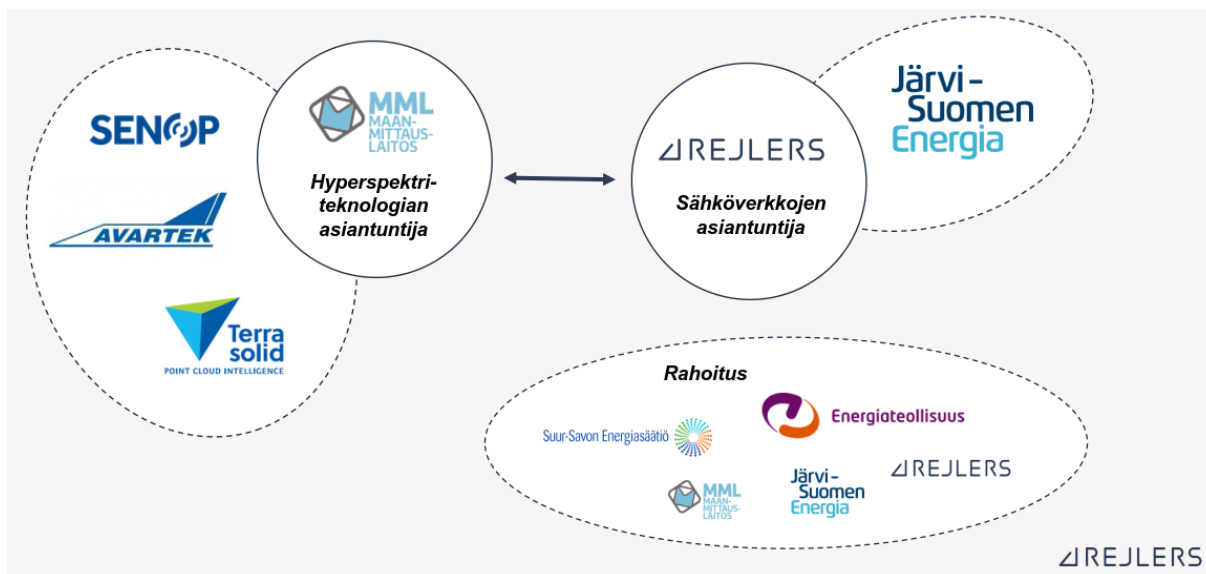 SENOP
AVARTEK
Terra
solid
POINT CLOUD INTELLIGENCE
MML
MAAN-
MITTAUS-
LAITOS
Hyperspektri-
teknologian
asiantuntija
REJLERS
Sähköverkkojen
asiantuntija
Järvi-
Suomen
Energia
Rahoitus
Suur-Savon Energiasäätiö
Energiateollisuus
MML
MAAN-
MITTAUS-
LAITOS
Järvi-
Suomen
Energia
REJLERS
REJLERS